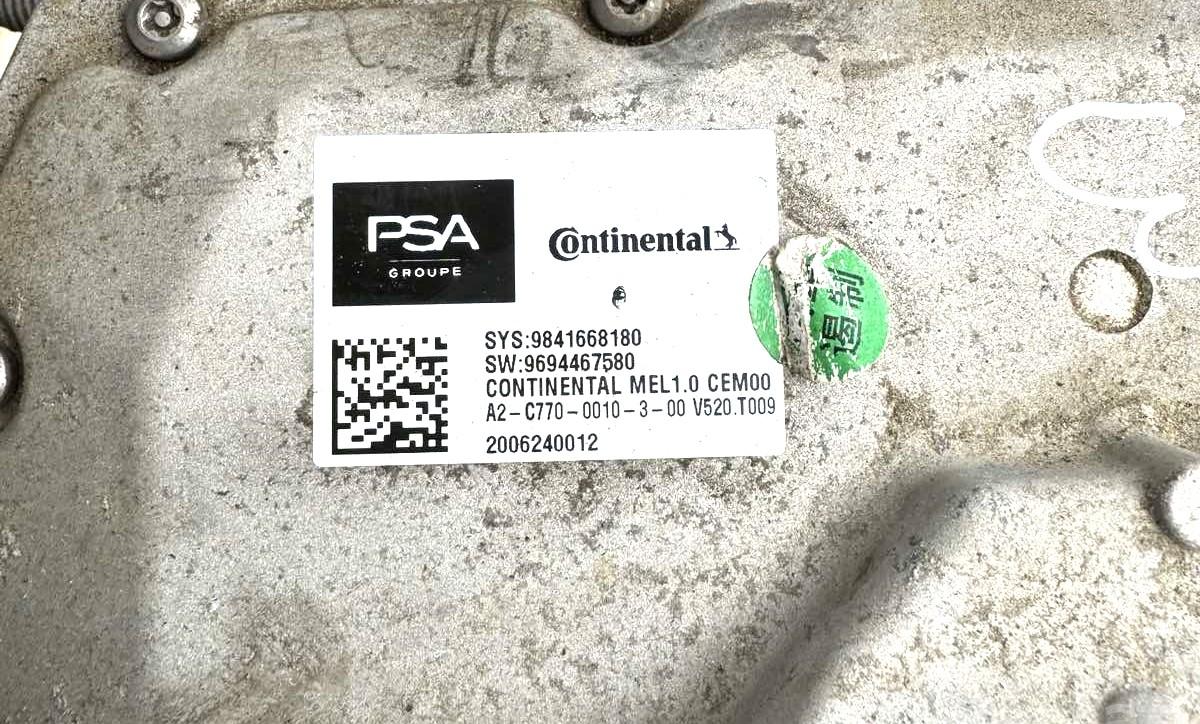 PSA
GROUPE
Continental
SYS:9841668180
SW:9694467580
CONTINENTAL MEL1.0 CEM00
A2-C770-0010-3-00 V520.T009
2006240012